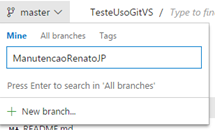 master TesteUsoGitVS / Type to find
Mine All branches Tags
ManutencaoRenatoJP
Press Enter to search in 'All branches'
+ New branch...
README.md